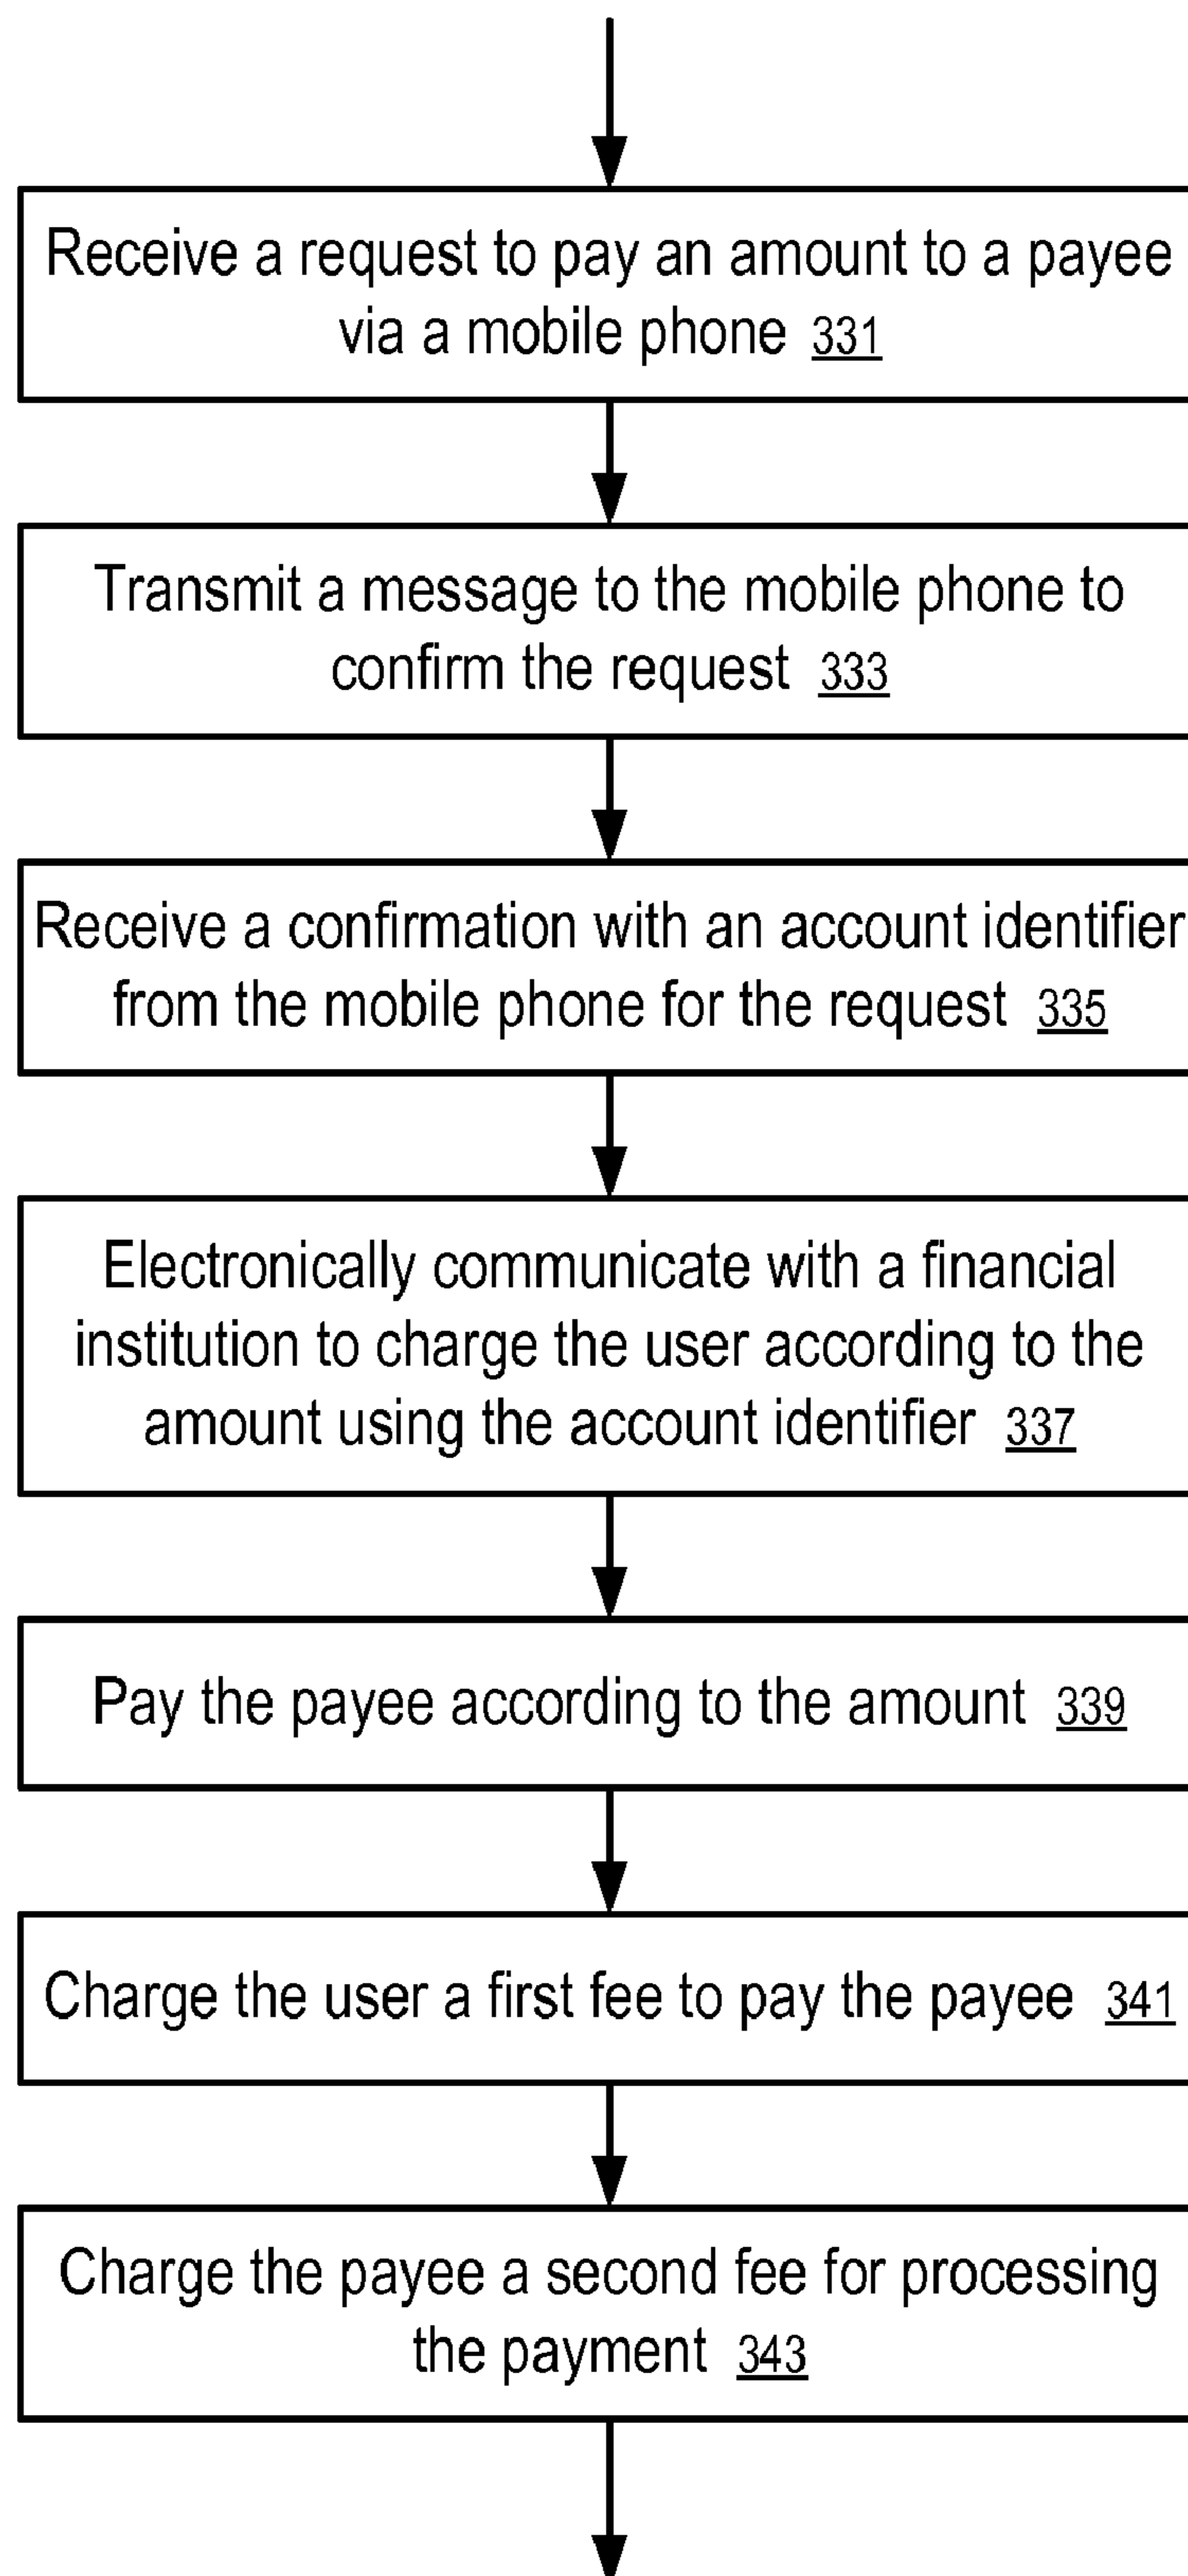 Receive a request to pay an amount to a payee
via a mobile phone 331
Transmit a message to the mobile phone to
confirm the request 333
Receive a confirmation with an account identifier
from the mobile phone for the request 335
Electronically communicate with a financial
institution to charge the user according to the
amount using the account identifier 337
Pay the payee according to the amount 339
Charge the user a first fee to pay the payee 341
Charge the payee a second fee for processing
the payment 343